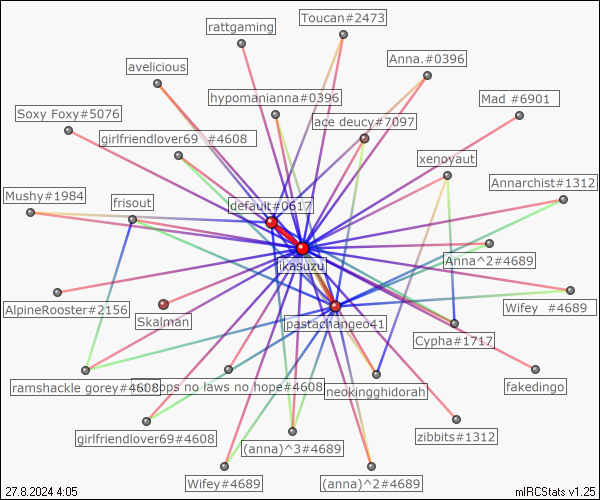 rattgaming
Toucan#2473
Anna.#0396
avelicious
hypomanianna#0396
Mad #6901
Soxy Foxy#5076
ace deucy#7097
girlfriendlover69 #4608
xenoyaut
Annarchist#1312
Mushy#1984
frisout
default#0617
Anna^2#4689
ikasuzu
AlpineRooster#2156
Skalman
pastachangeo41
Wifey #4689
Cypha#1717
ramshackle gorey#4608
ops no laws no hope#4608
neokingghidorah
fakedingo
girlfriendlover69#4608
(anna)^3#4689
zibbits#1312
Wifey#4689
(anna)^2#4689
27.8.2024 4:05
mIRCStats v1.25